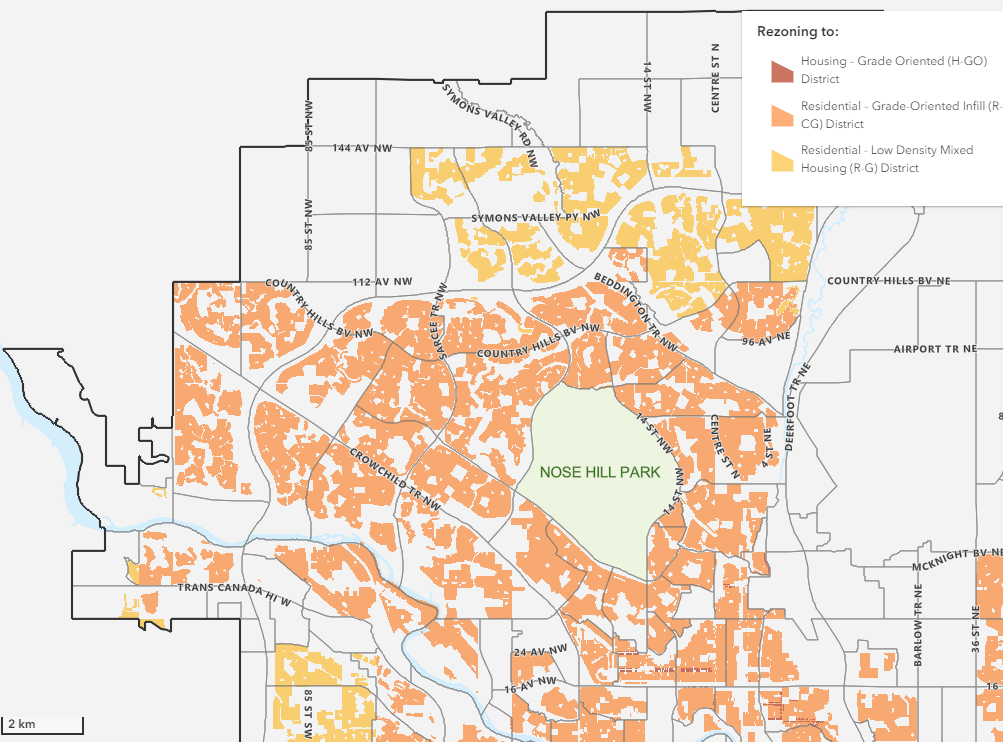 Rezoning to:
Housing - Grade Oriented (H-GO)
District
Residential - Grade-Oriented Infill (R-
CG) District
Residential - Low Density Mixed
Housing (R-G) District
14 ST NW
CENTRE ST N
85 ST NW
SYMONS VALLEY RD NW
144 AV NW
85 ST NW
SYMONS VALLEY PY NW
COUNTRY HILLS BV NW
112 AV NW
BEDDINGTON TR NW
COUNTRY HILLS BV NE
SARCEE TR NW
COUNTRY HILLS BV NW
96 AV NE
AIRPORT TR NE
DEERFOOT TR NE
14 ST NW
CENTRE ST N
4 ST NE
8
NOSE HILL PARK
CROWCHILD TR NW
14 ST NW
MCKNIGHT BV NE
TRANS CANADA HI W
BARLOW TR NE
36 ST NE
24 AV NW
16 AV NW
16
85 ST SW
2 km